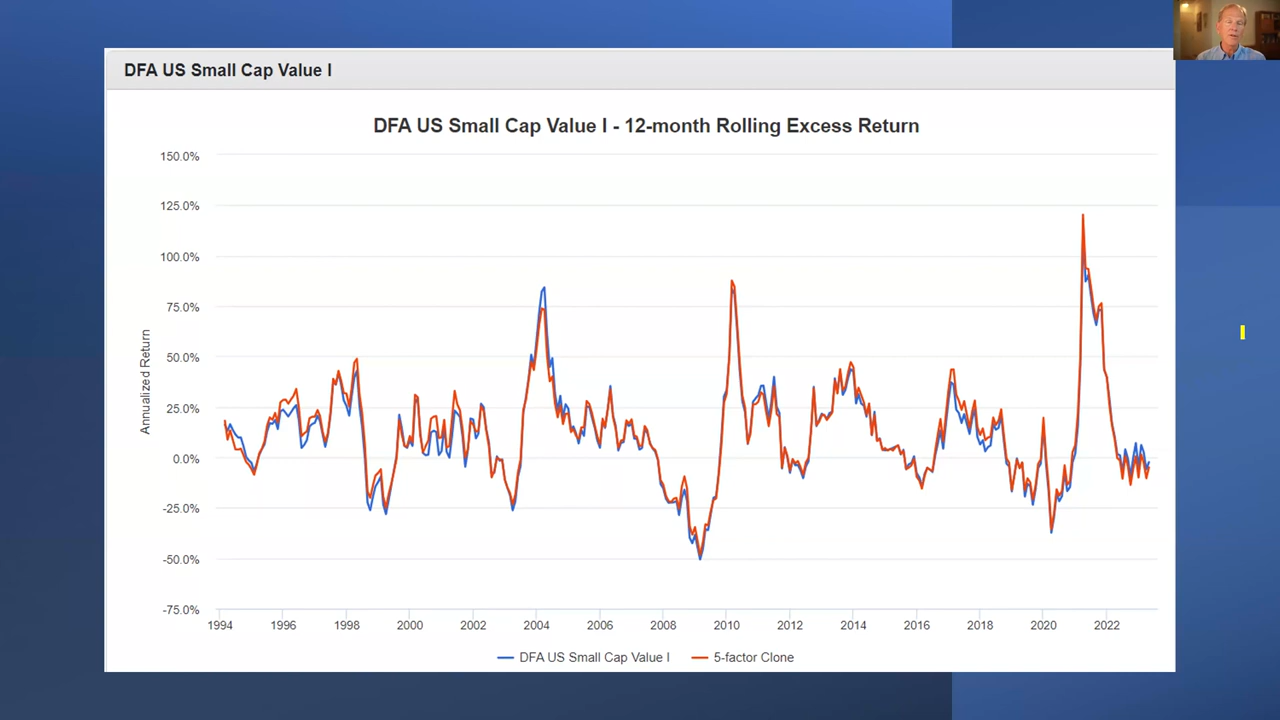 DFA US Small Cap Value I
DFA US Small Cap Value I - 12-month Rolling Excess Return
Annualized Return
150.0%
125.0%
100.0%
75.0%
50.0%
25.0%
0.0%
-25.0%
-50.0%
-75.0%
1994 1996 1998 2000 2002 2004 2006 2008 2010 2012 2014 2016 2018 2020 2022
DFA US Small Cap Value I 5-factor Clone